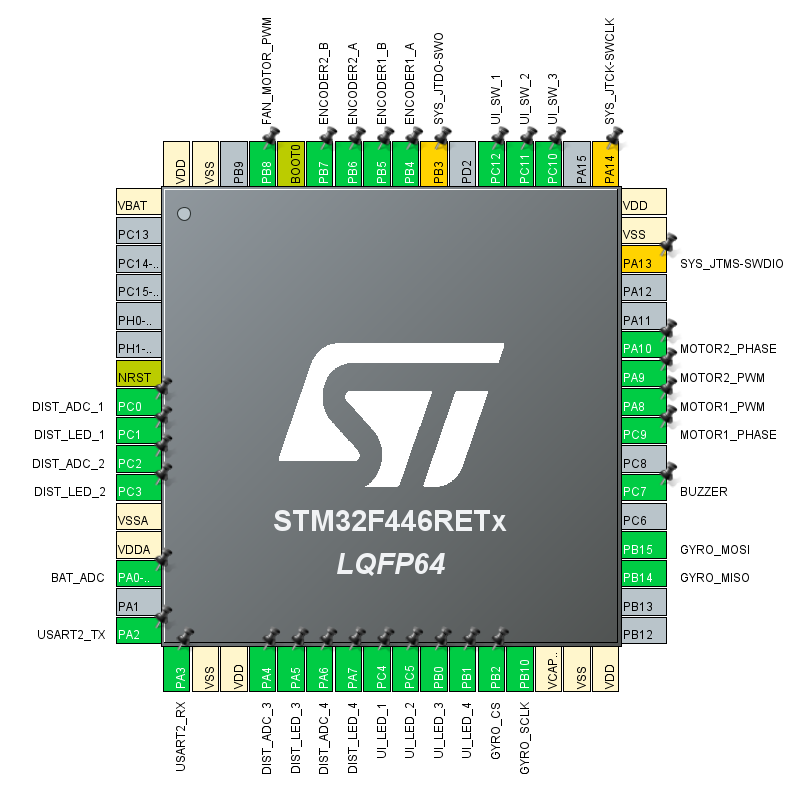 FAN_MOTOR_PWM
ENCODER2_B
ENCODER2_A
ENCODER1_B
ENCODER1_A
SYS_JTDO-SWO
UI_SW_1
UI_SW_2
UI_SW_3
SYS_JTCK-SWCLK
VDD
VSS
PB9
PB8
BOOT0
PB7
PB6
PB5
PB4
PB3
PD2
PC12
PC11
PC10
PA15
PA14
VBAT
PC13
PC14-..
PC15-..
PH0-..
PH1-..
NRST
DIST_ADC_1 PC0
DIST_LED_1 PC1
DIST_ADC_2 PC2
DIST_LED_2 PC3
VSSA
VDDA
BAT_ADC PA0-..
PA1
USART2_TX PA2
ST
STM32F446RETx
LQFP64
VDD
VSS
PA13 SYS_JTMS-SWDIO
PA12
PA11
PA10 MOTOR2_PHASE
PA9 MOTOR2_PWM
PA8 MOTOR1_PWM
PC9 MOTOR1_PHASE
PC8
PC7 BUZZER
PC6
PB15 GYRO_MOSI
PB14 GYRO_MISO
PB13
PB12
PA3
VSS
VDD
PA4
PA5
PA6
PA7
PC4
PC5
PB0
PB1
PB2
PB10
VCAP..
VSS
VDD
USART2_RX
DIST_ADC_3
DIST_LED_3
DIST_ADC_4
DIST_LED_4
UI_LED_1
UI_LED_2
UI_LED_3
UI_LED_4
GYRO_CS
GYRO_SCLK